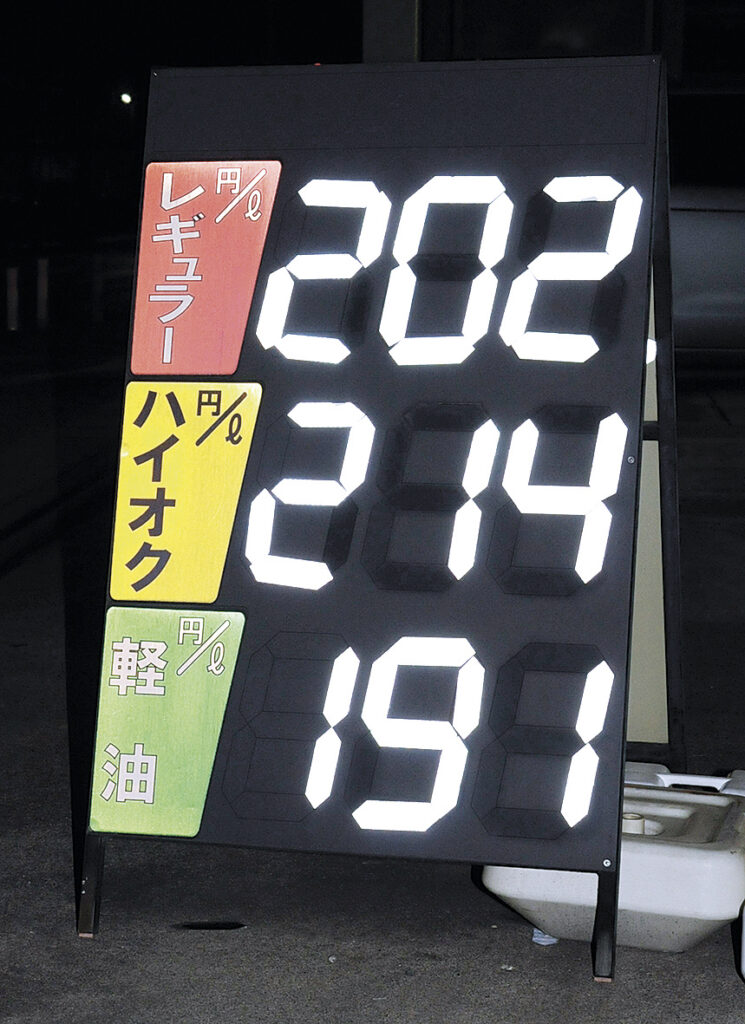 レギュラー 円/ℓ 202
ハイオク 円/ℓ 214
軽油 円/ℓ 191